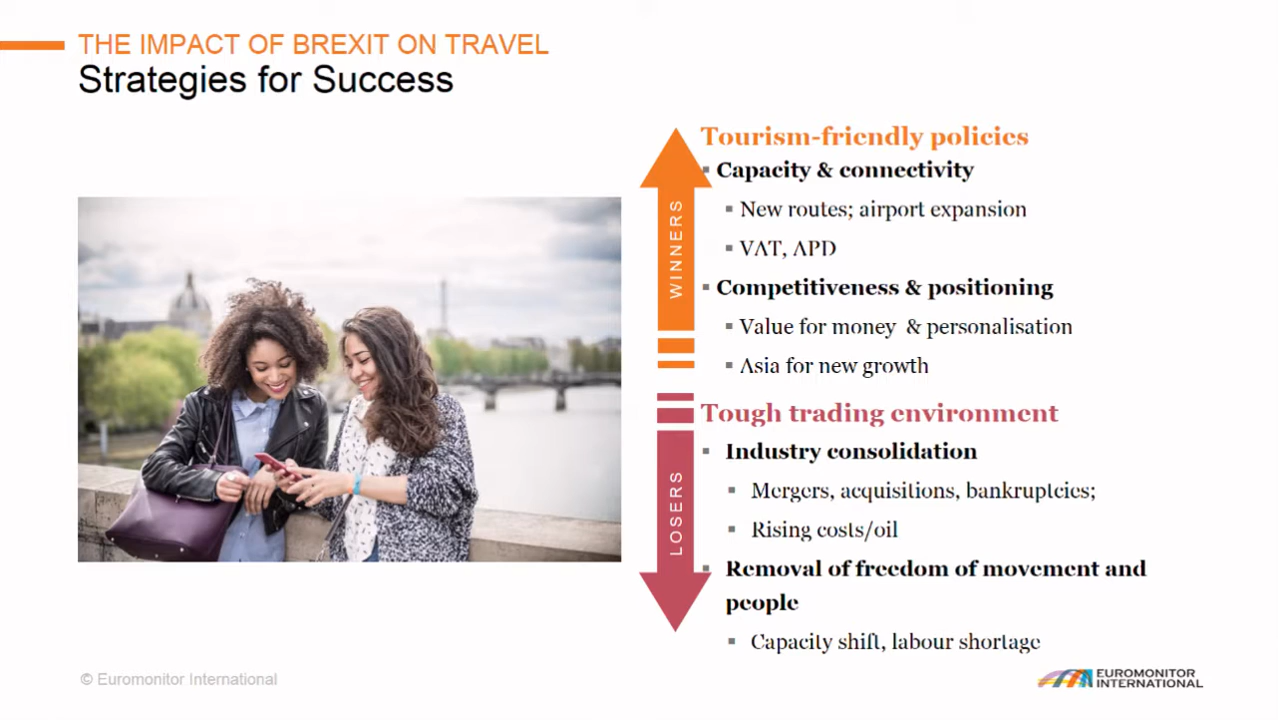 THE IMPACT OF BREXIT ON TRAVEL
Strategies for Success
WINNERS
Tourism-friendly policies
▪ Capacity & connectivity
▪ New routes; airport expansion
▪ VAT, APD
▪ Competitiveness & positioning
▪ Value for money & personalisation
▪ Asia for new growth
LOSERS
Tough trading environment
▪ Industry consolidation
▪ Mergers, acquisitions, bankruptcies;
▪ Rising costs/oil
▪ Removal of freedom of movement and
people
▪ Capacity shift, labour shortage
© Euromonitor International
EUROMONITOR
INTERNATIONAL